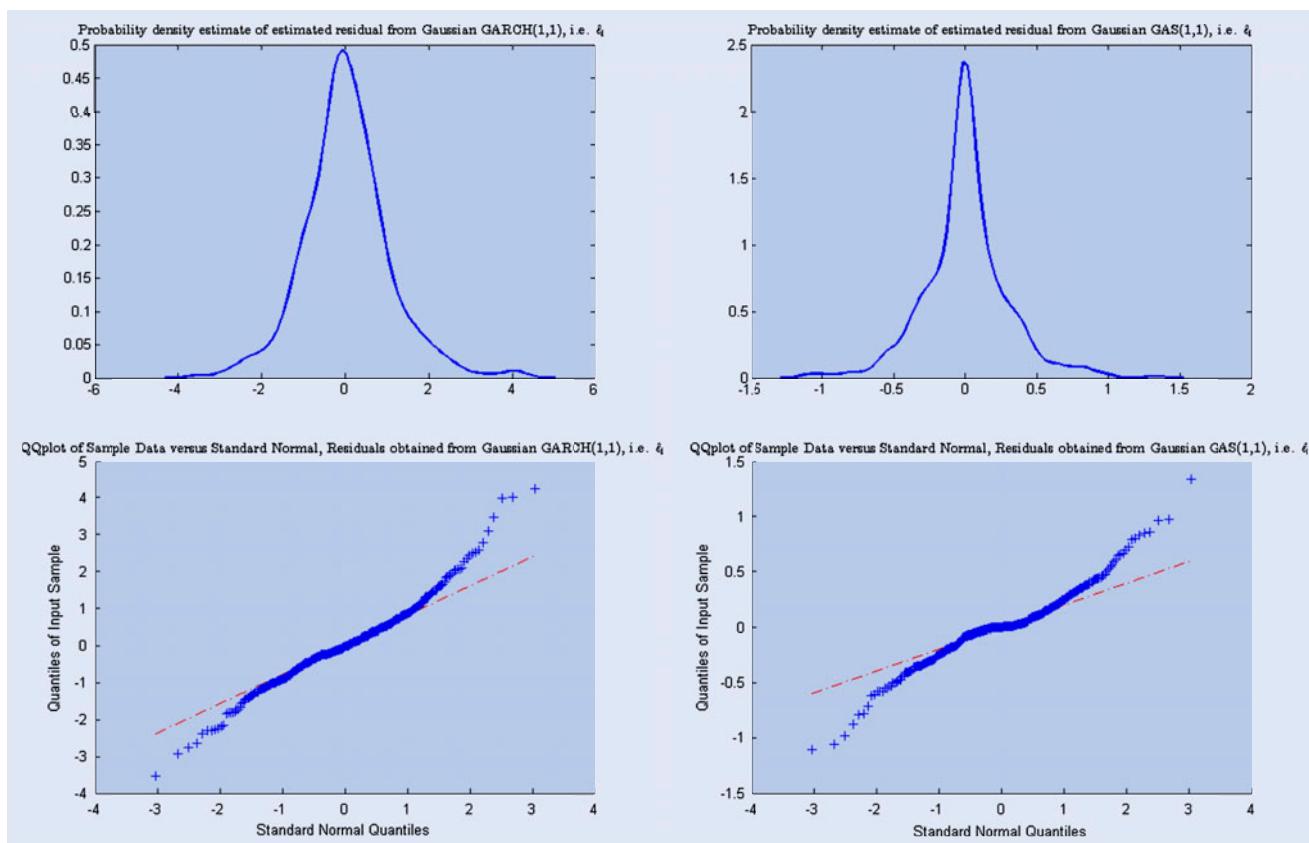 Probability density estimate of estimated residual from Gaussian GARCH(1,1), i.e. ε̂ₜ
0.5
0.45
0.4
0.35
0.3
0.25
0.2
0.15
0.1
0.05
0
-6 -4 -2 0 2 4 6
Probability density estimate of estimated residual from Gaussian GAS(1,1), i.e. ε̂ₜ
2.5
2
1.5
1
0.5
0
-1.5 -1 -0.5 0 0.5 1 1.5 2
QQplot of Sample Data versus Standard Normal, Residuals obtained from Gaussian GARCH(1,1), i.e. ε̂ₜ
Quantiles of Input Sample
5
4
3
2
1
0
-1
-2
-3
-4
-4 -3 -2 -1 0 1 2 3 4
Standard Normal Quantiles
QQplot of Sample Data versus Standard Normal, Residuals obtained from Gaussian GAS(1,1), i.e. ε̂ₜ
Quantiles of Input Sample
1.5
1
0.5
0
-0.5
-1
-1.5
-4 -3 -2 -1 0 1 2 3 4
Standard Normal Quantiles